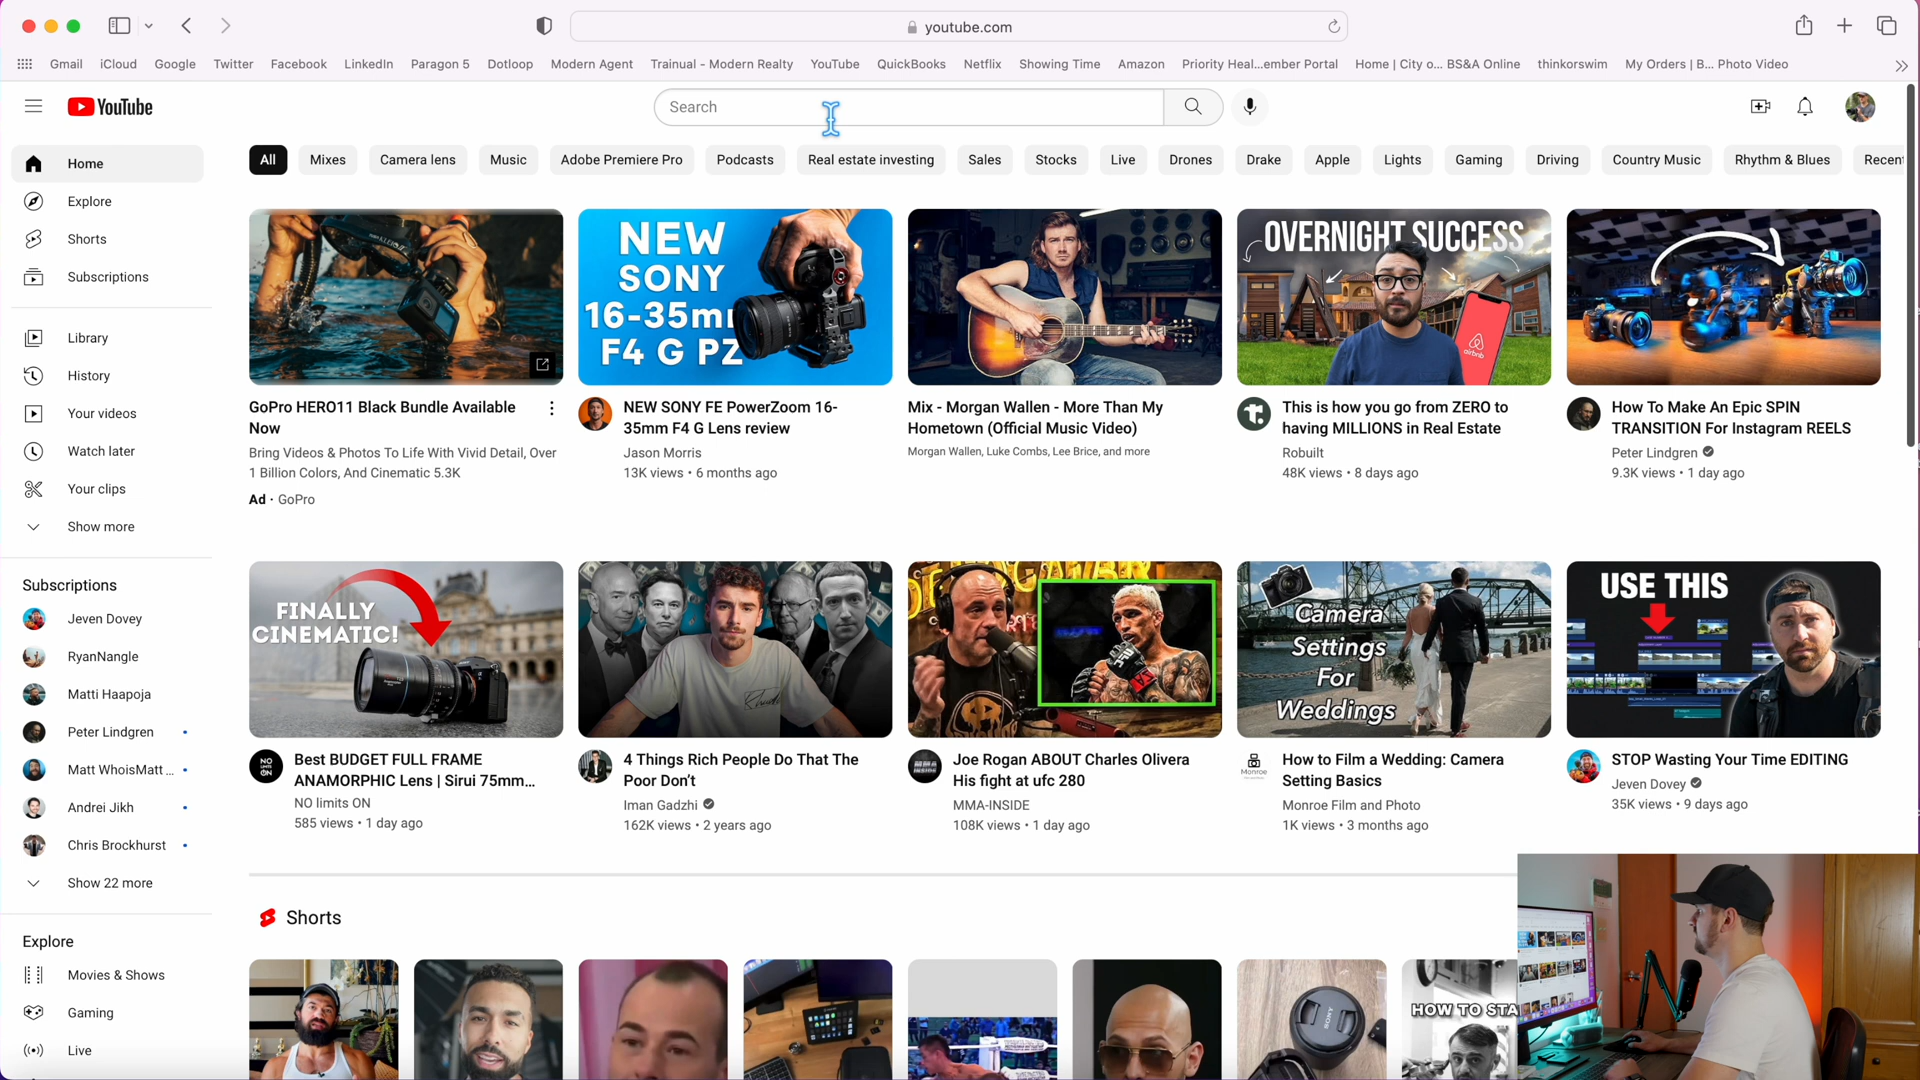 youtube.com
Gmail iCloud Google Twitter Facebook LinkedIn Paragon 5 Dotloop Modern Agent Trainual - Modern Realty YouTube QuickBooks Netflix Showing Time Amazon Priority Heal...ember Portal Home | City o... BS&A Online thinkorswim My Orders | B... Photo Video
YouTube
Search
All Mixes Camera lens Music Adobe Premiere Pro Podcasts Real estate investing Sales Stocks Live Drones Drake Apple Lights Gaming Driving Country Music Rhythm & Blues Recen
Home
Explore
Shorts
Subscriptions
Library
History
Your videos
Watch later
Your clips
Show more
Subscriptions
Jeven Dovey
RyanNangle
Matti Haapoja
Peter Lindgren
Matt WhoisMatt ...
Andrei Jikh
Chris Brockhurst
Show 22 more
Explore
Movies & Shows
Gaming
Live
GoPro HERO11 Black Bundle Available
Now
Bring Videos & Photos To Life With Vivid Detail, Over
1 Billion Colors, And Cinematic 5.3K
Ad · GoPro
NEW
SONY
16-35mm
F4 G PZ
NEW SONY FE PowerZoom 16-
35mm F4 G Lens review
Jason Morris
13K views • 6 months ago
Mix - Morgan Wallen - More Than My
Hometown (Official Music Video)
Morgan Wallen, Luke Combs, Lee Brice, and more
OVERNIGHT SUCCESS
airbnb
This is how you go from ZERO to
having MILLIONS in Real Estate
Robuilt
48K views • 8 days ago
How To Make An Epic SPIN
TRANSITION For Instagram REELS
Peter Lindgren
9.3K views • 1 day ago
FINALLY
CINEMATIC!
NO LIMITS ON
Best BUDGET FULL FRAME
ANAMORPHIC Lens | Sirui 75mm...
NO limits ON
585 views • 1 day ago
4 Things Rich People Do That The
Poor Don't
Iman Gadzhi
162K views • 2 years ago
Joe Rogan ABOUT Charles Olivera
His fight at ufc 280
MMA-INSIDE
108K views • 1 day ago
Camera
Settings
For
Weddings
Monroe
How to Film a Wedding: Camera
Setting Basics
Monroe Film and Photo
1K views • 3 months ago
USE THIS
STOP Wasting Your Time EDITING
Jeven Dovey
35K views • 9 days ago
Shorts
SONY
HOW TO STA